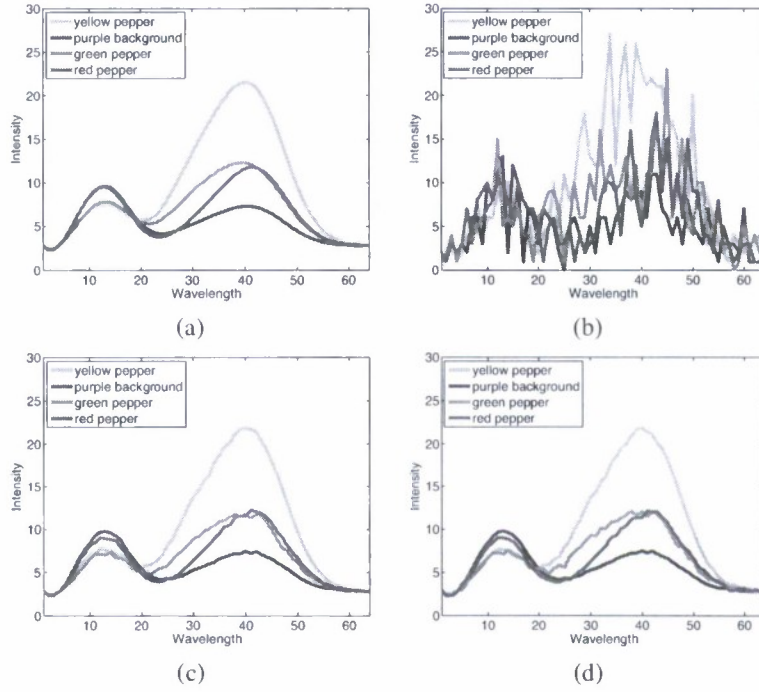 30
25
20
15
10
5
0
Intensity
yellow pepper
purple background
green pepper
red pepper
10 20 30 40 50 60
Wavelength
(a)
30
25
20
15
10
5
0
Intensity
yellow pepper
purple background
green pepper
red pepper
10 20 30 40 50 60
Wavelength
(b)
30
25
20
15
10
5
0
Intensity
yellow pepper
purple background
green pepper
red pepper
10 20 30 40 50 60
Wavelength
(c)
30
25
20
15
10
5
0
Intensity
yellow pepper
purple background
green pepper
red pepper
10 20 30 40 50 60
Wavelength
(d)